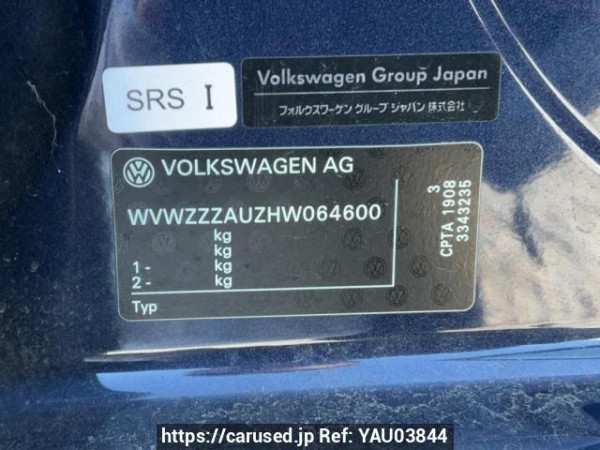 SRS I
Volkswagen Group Japan
フォルクスワーゲン グループ ジャパン 株式会社
VOLKSWAGEN AG
WVWZZZAUZHW064600
kg
kg
1 - kg
2 - kg
Typ
3
CPTA 1908
3343235
https://carused.jp Ref: YAU03844